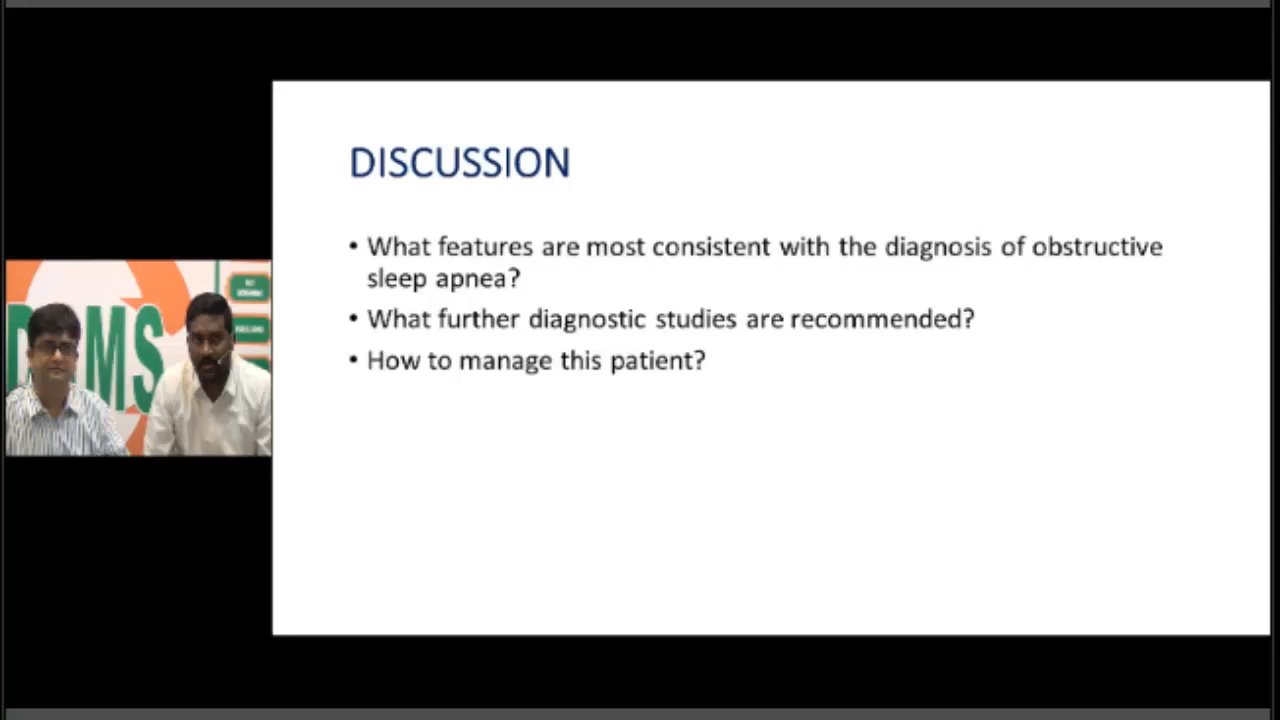 DISCUSSION
• What features are most consistent with the diagnosis of obstructive
sleep apnea?
• What further diagnostic studies are recommended?
• How to manage this patient?
MS